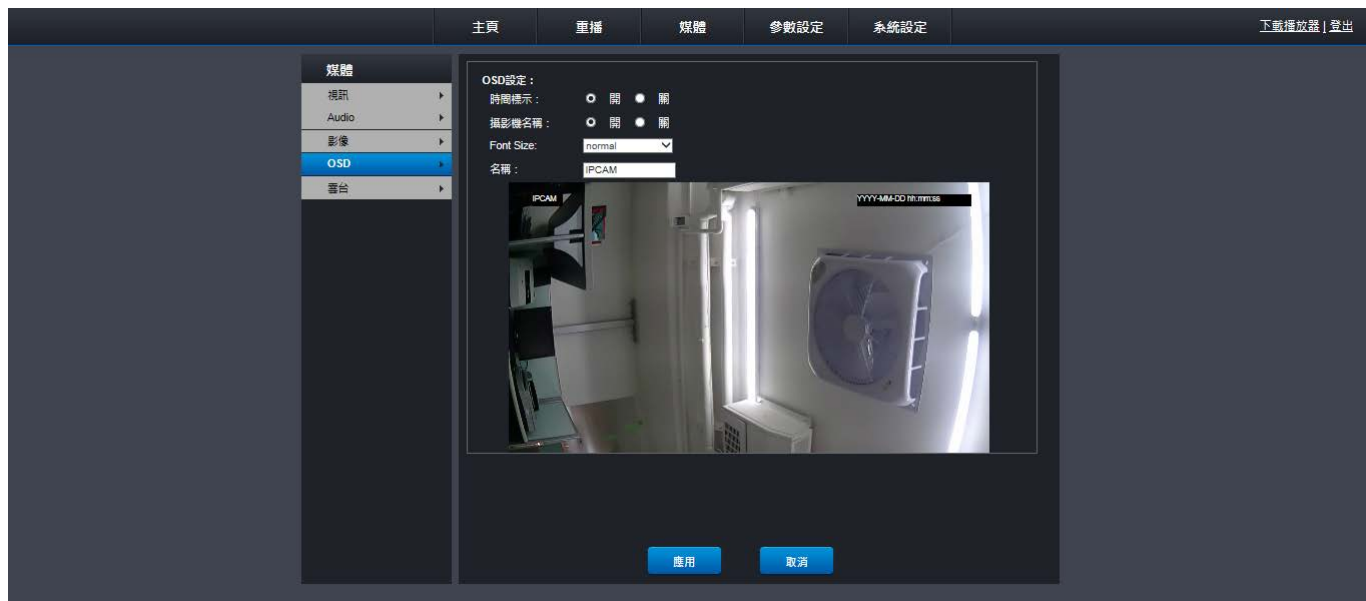 主頁 重播 媒體 參數設定 系統設定 下載播放器 | 登出
媒體
視訊
Audio
影像
OSD
雲台
OSD設定：
時間標示： 開 關
攝影機名稱： 開 關
Font Size: normal
名稱： IPCAM
IPCAM YYYY-MM-DD hh:mm:ss
應用 取消